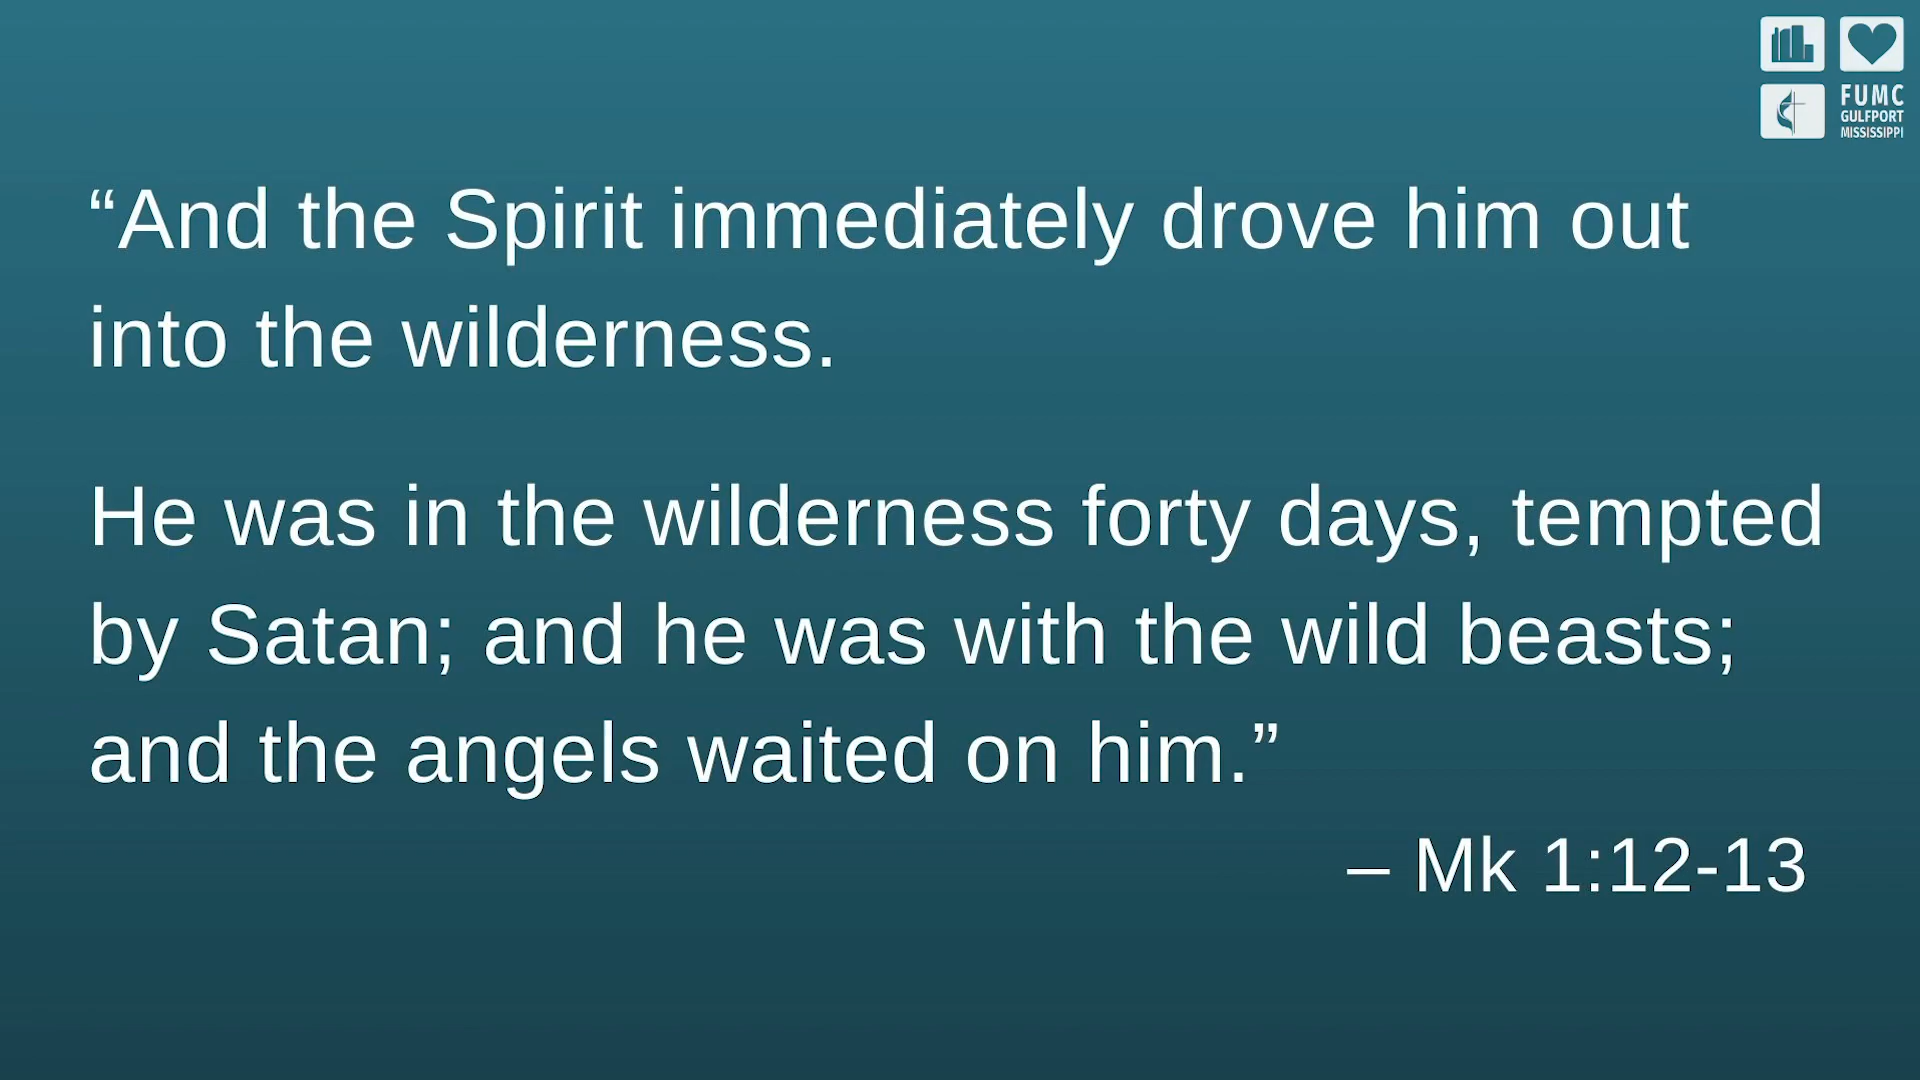 FUMC
GULFPORT
MISSISSIPPI
“And the Spirit immediately drove him out
into the wilderness.
He was in the wilderness forty days, tempted
by Satan; and he was with the wild beasts;
and the angels waited on him.”
– Mk 1:12-13